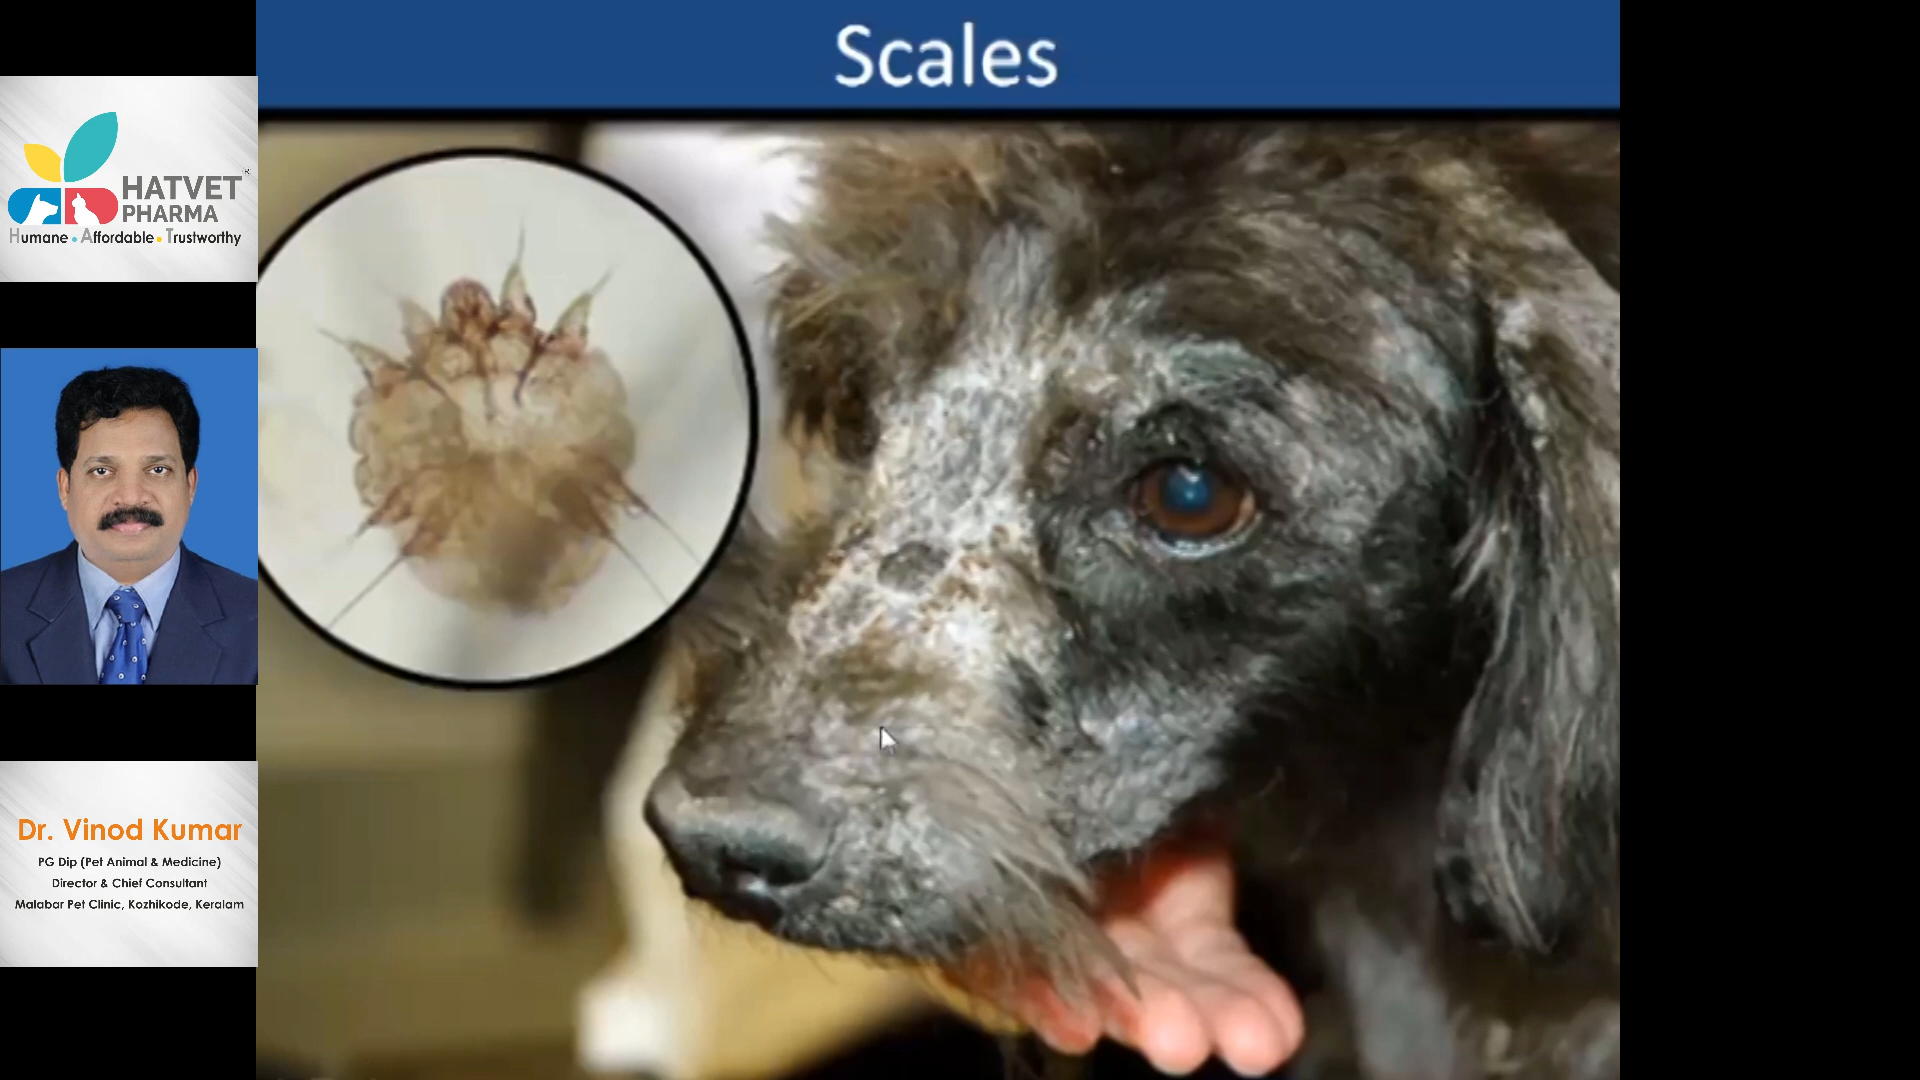 Scales
HATVET®
PHARMA
Humane • Affordable • Trustworthy
Dr. Vinod Kumar
PG Dip (Pet Animal & Medicine)
Director & Chief Consultant
Malabar Pet Clinic, Kozhikode, Keralam